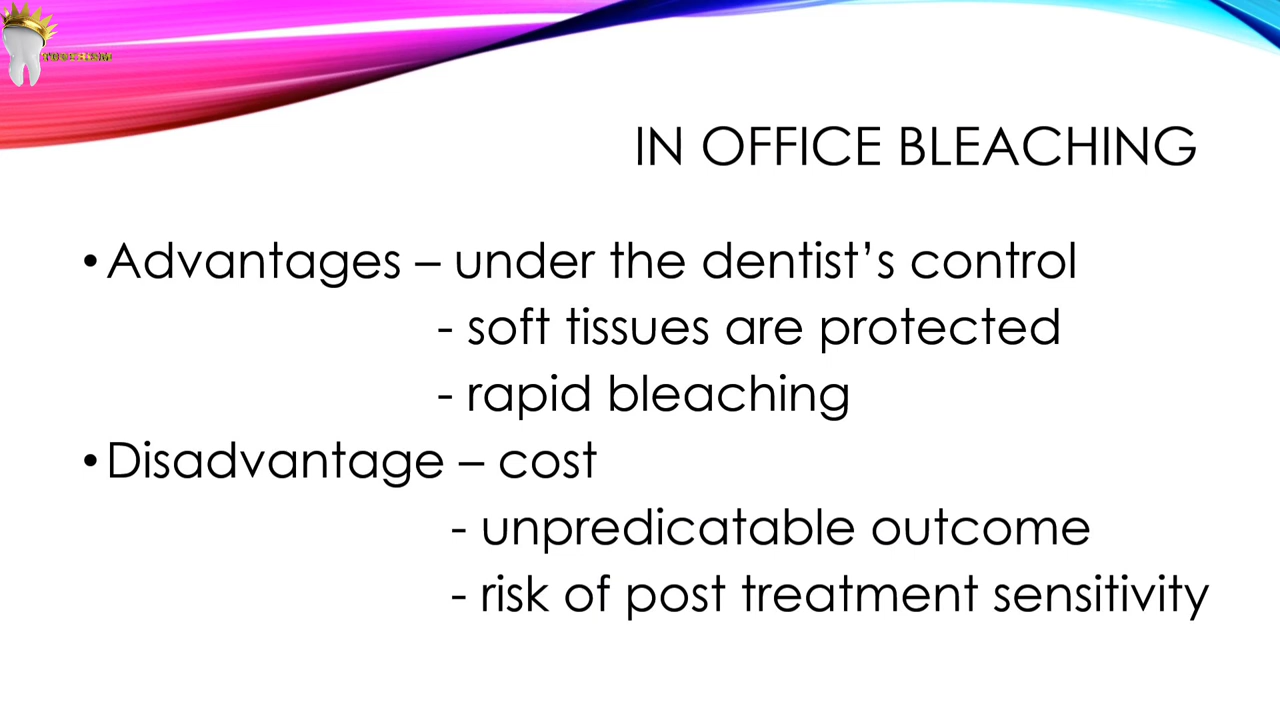 TOOTHISM
IN OFFICE BLEACHING
• Advantages – under the dentist’s control
- soft tissues are protected
- rapid bleaching
• Disadvantage – cost
- unpredicatable outcome
- risk of post treatment sensitivity